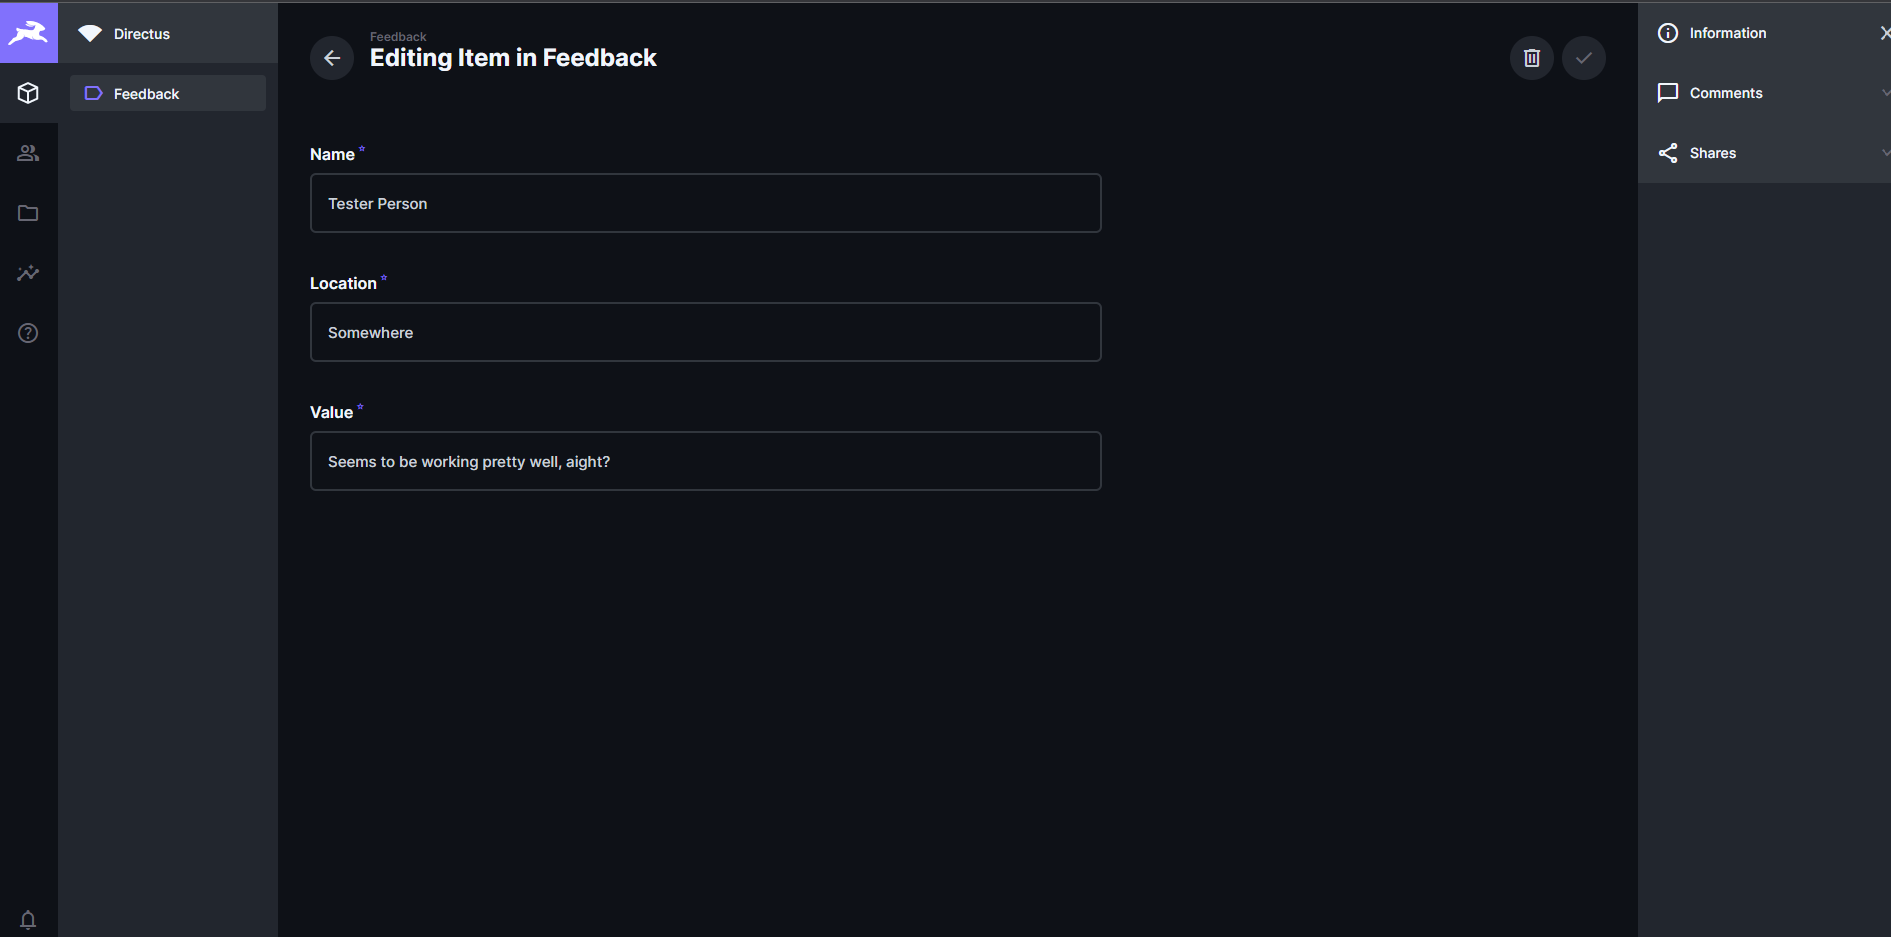 Directus
Feedback
Feedback
Editing Item in Feedback
Name *
Tester Person
Location *
Somewhere
Value *
Seems to be working pretty well, aight?
Information
Comments
Shares